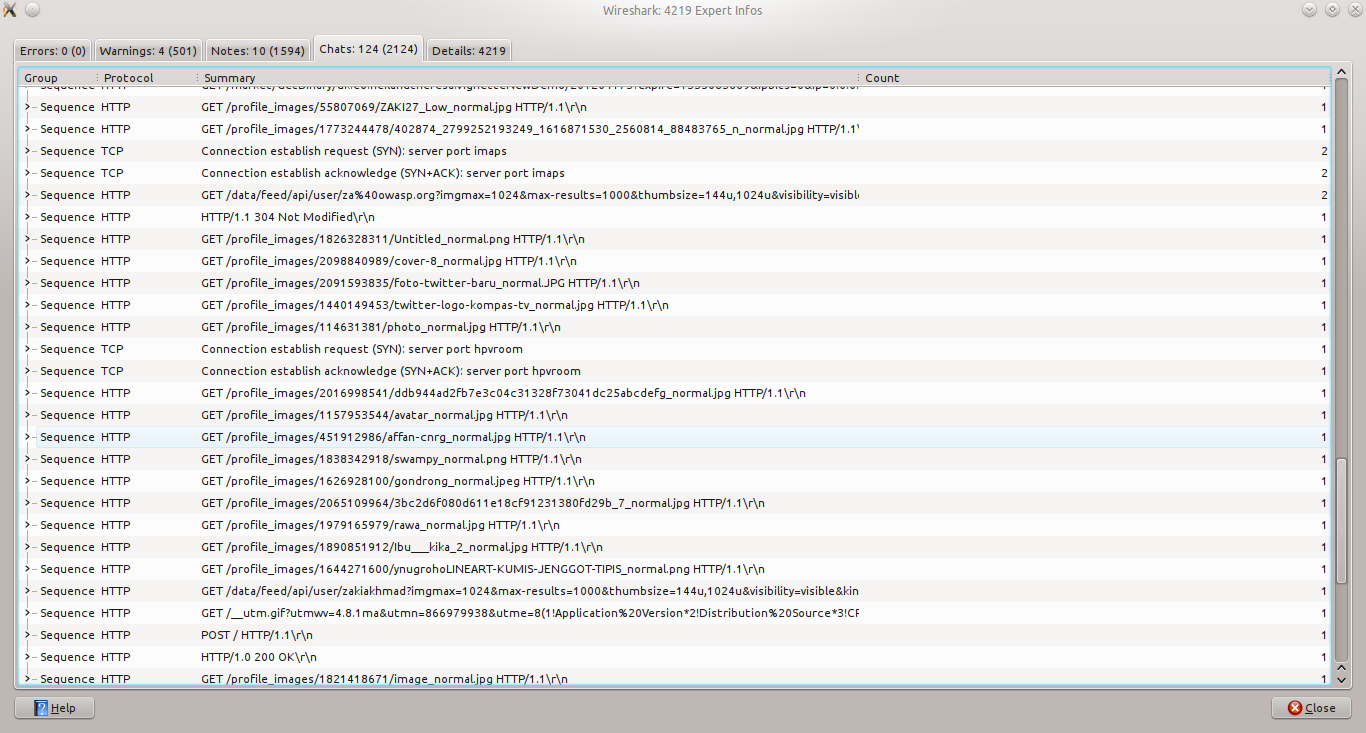 Wireshark: 4219 Expert Infos
Errors: 0 (0) Warnings: 4 (501) Notes: 10 (1594) Chats: 124 (2124) Details: 4219
Group Protocol Summary Count
Sequence HTTP GET /profile_images/55807069/ZAKI27_Low_normal.jpg HTTP/1.1\r\n 1
Sequence HTTP GET /profile_images/1773244478/402874_2799252193249_1616871530_2560814_88483765_n_normal.jpg HTTP/1.1\ 1
Sequence TCP Connection establish request (SYN): server port imaps 2
Sequence TCP Connection establish acknowledge (SYN+ACK): server port imaps 2
Sequence HTTP GET /data/feed/api/user/za%40owasp.org?imgmax=1024&max-results=1000&thumbsize=144u,1024u&visibility=visible 2
Sequence HTTP HTTP/1.1 304 Not Modified\r\n 1
Sequence HTTP GET /profile_images/1826328311/Untitled_normal.png HTTP/1.1\r\n 1
Sequence HTTP GET /profile_images/2098840989/cover-8_normal.jpg HTTP/1.1\r\n 1
Sequence HTTP GET /profile_images/2091593835/foto-twitter-baru_normal.JPG HTTP/1.1\r\n 1
Sequence HTTP GET /profile_images/1440149453/twitter-logo-kompas-tv_normal.jpg HTTP/1.1\r\n 1
Sequence HTTP GET /profile_images/114631381/photo_normal.jpg HTTP/1.1\r\n 1
Sequence TCP Connection establish request (SYN): server port hpvroom 1
Sequence TCP Connection establish acknowledge (SYN+ACK): server port hpvroom 1
Sequence HTTP GET /profile_images/2016998541/ddb944ad2fb7e3c04c31328f73041dc25abcdefg_normal.jpg HTTP/1.1\r\n 1
Sequence HTTP GET /profile_images/1157953544/avatar_normal.jpg HTTP/1.1\r\n 1
Sequence HTTP GET /profile_images/451912986/affan-cnrg_normal.jpg HTTP/1.1\r\n 1
Sequence HTTP GET /profile_images/1838342918/swampy_normal.png HTTP/1.1\r\n 1
Sequence HTTP GET /profile_images/1626928100/gondrong_normal.jpeg HTTP/1.1\r\n 1
Sequence HTTP GET /profile_images/2065109964/3bc2d6f080d611e18cf91231380fd29b_7_normal.jpg HTTP/1.1\r\n 1
Sequence HTTP GET /profile_images/1979165979/rawa_normal.jpg HTTP/1.1\r\n 1
Sequence HTTP GET /profile_images/1890851912/Ibu___kika_2_normal.jpg HTTP/1.1\r\n 1
Sequence HTTP GET /profile_images/1644271600/ynugrohoLINEART-KUMIS-JENGGOT-TIPIS_normal.png HTTP/1.1\r\n 1
Sequence HTTP GET /data/feed/api/user/zakiakhmad?imgmax=1024&max-results=1000&thumbsize=144u,1024u&visibility=visible&kin 1
Sequence HTTP GET /__utm.gif?utmwv=4.8.1ma&utmn=866979938&utme=8(1!Application%20Version*2!Distribution%20Source*3!CF 1
Sequence HTTP POST / HTTP/1.1\r\n 1
Sequence HTTP HTTP/1.0 200 OK\r\n 1
Sequence HTTP GET /profile_images/1821418671/image_normal.jpg HTTP/1.1\r\n 1
Help Close